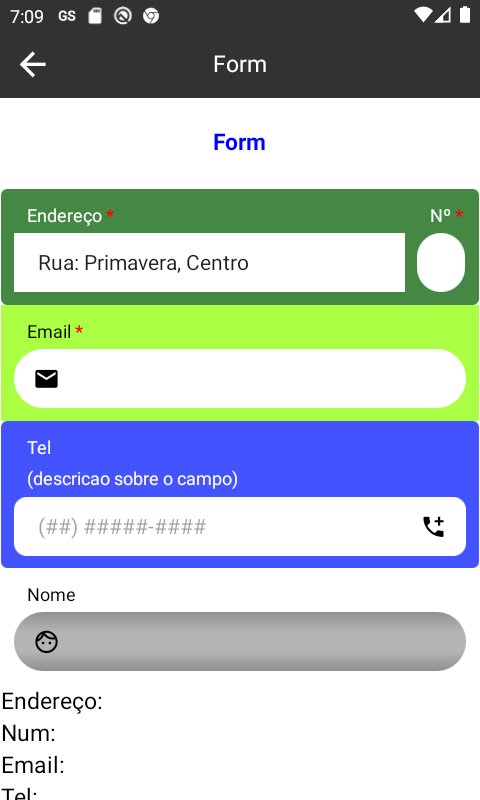 7:09 GS
Form
Form
Endereço * Nº *
Rua: Primavera, Centro
Email *
Tel
(descricao sobre o campo)
(##) #####-####
Nome
Endereço:
Num:
Email:
Tel: